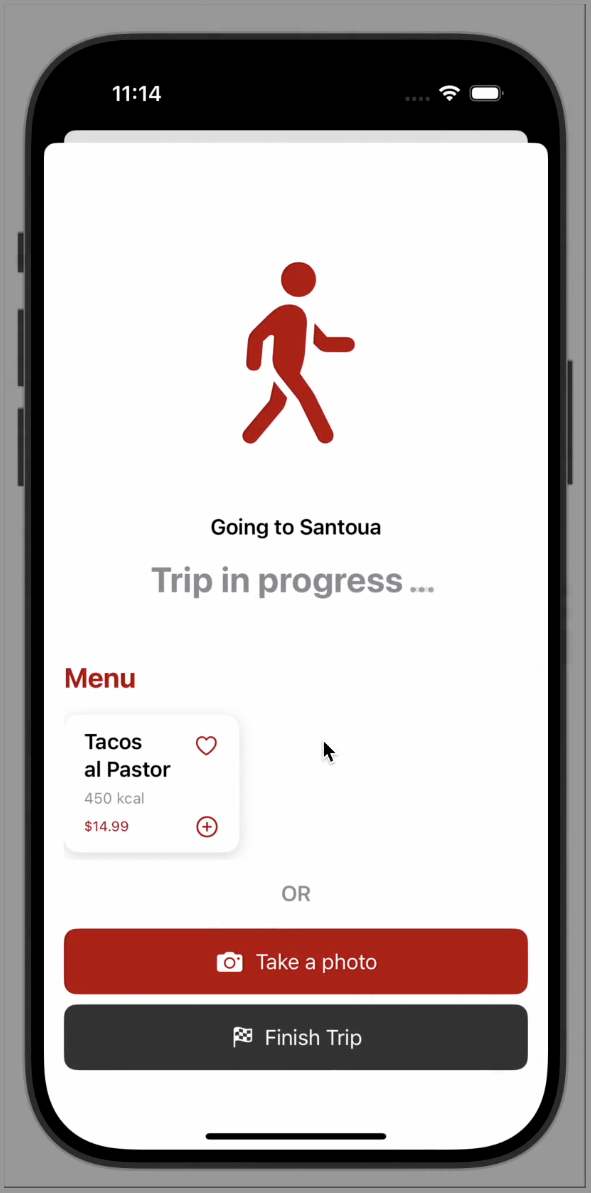 11:14
Going to Santoua
Trip in progress ...
Menu
Tacos
al Pastor
450 kcal
$14.99
OR
Take a photo
Finish Trip